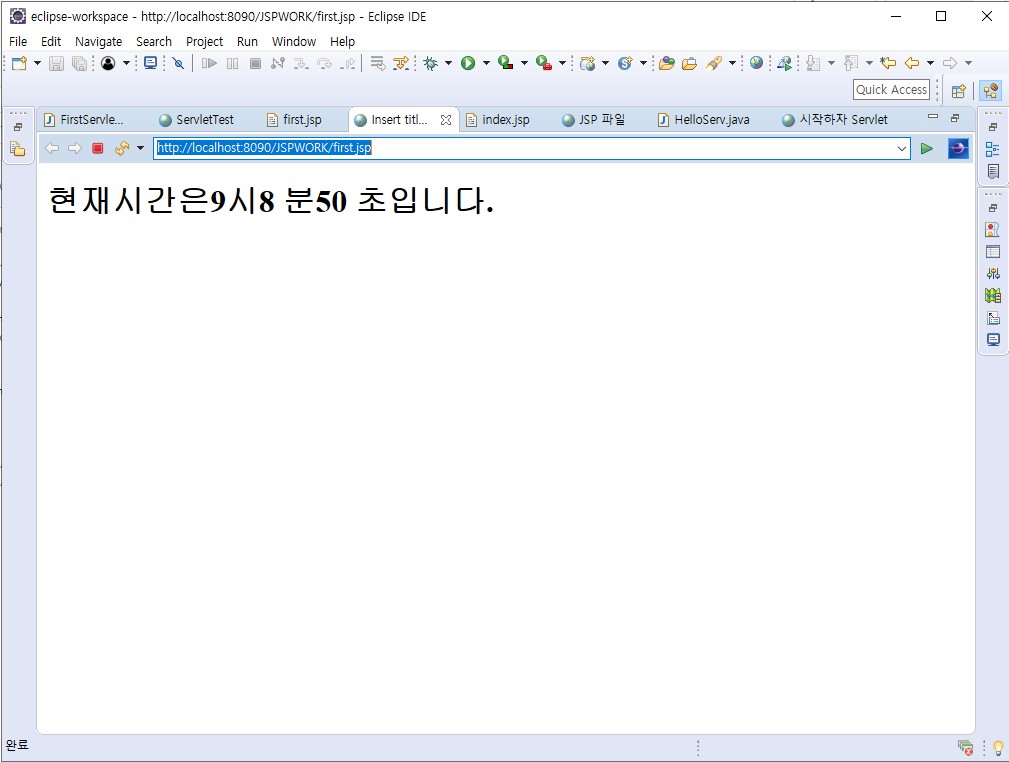 eclipse-workspace - http://localhost:8090/JSPWORK/first.jsp - Eclipse IDE
File Edit Navigate Search Project Run Window Help
Quick Access
FirstServle... ServletTest first.jsp Insert titl... index.jsp JSP 파일 HelloServ.java 시작하자 Servlet
http://localhost:8090/JSPWORK/first.jsp
현재시간은9시8 분50 초입니다.
완료